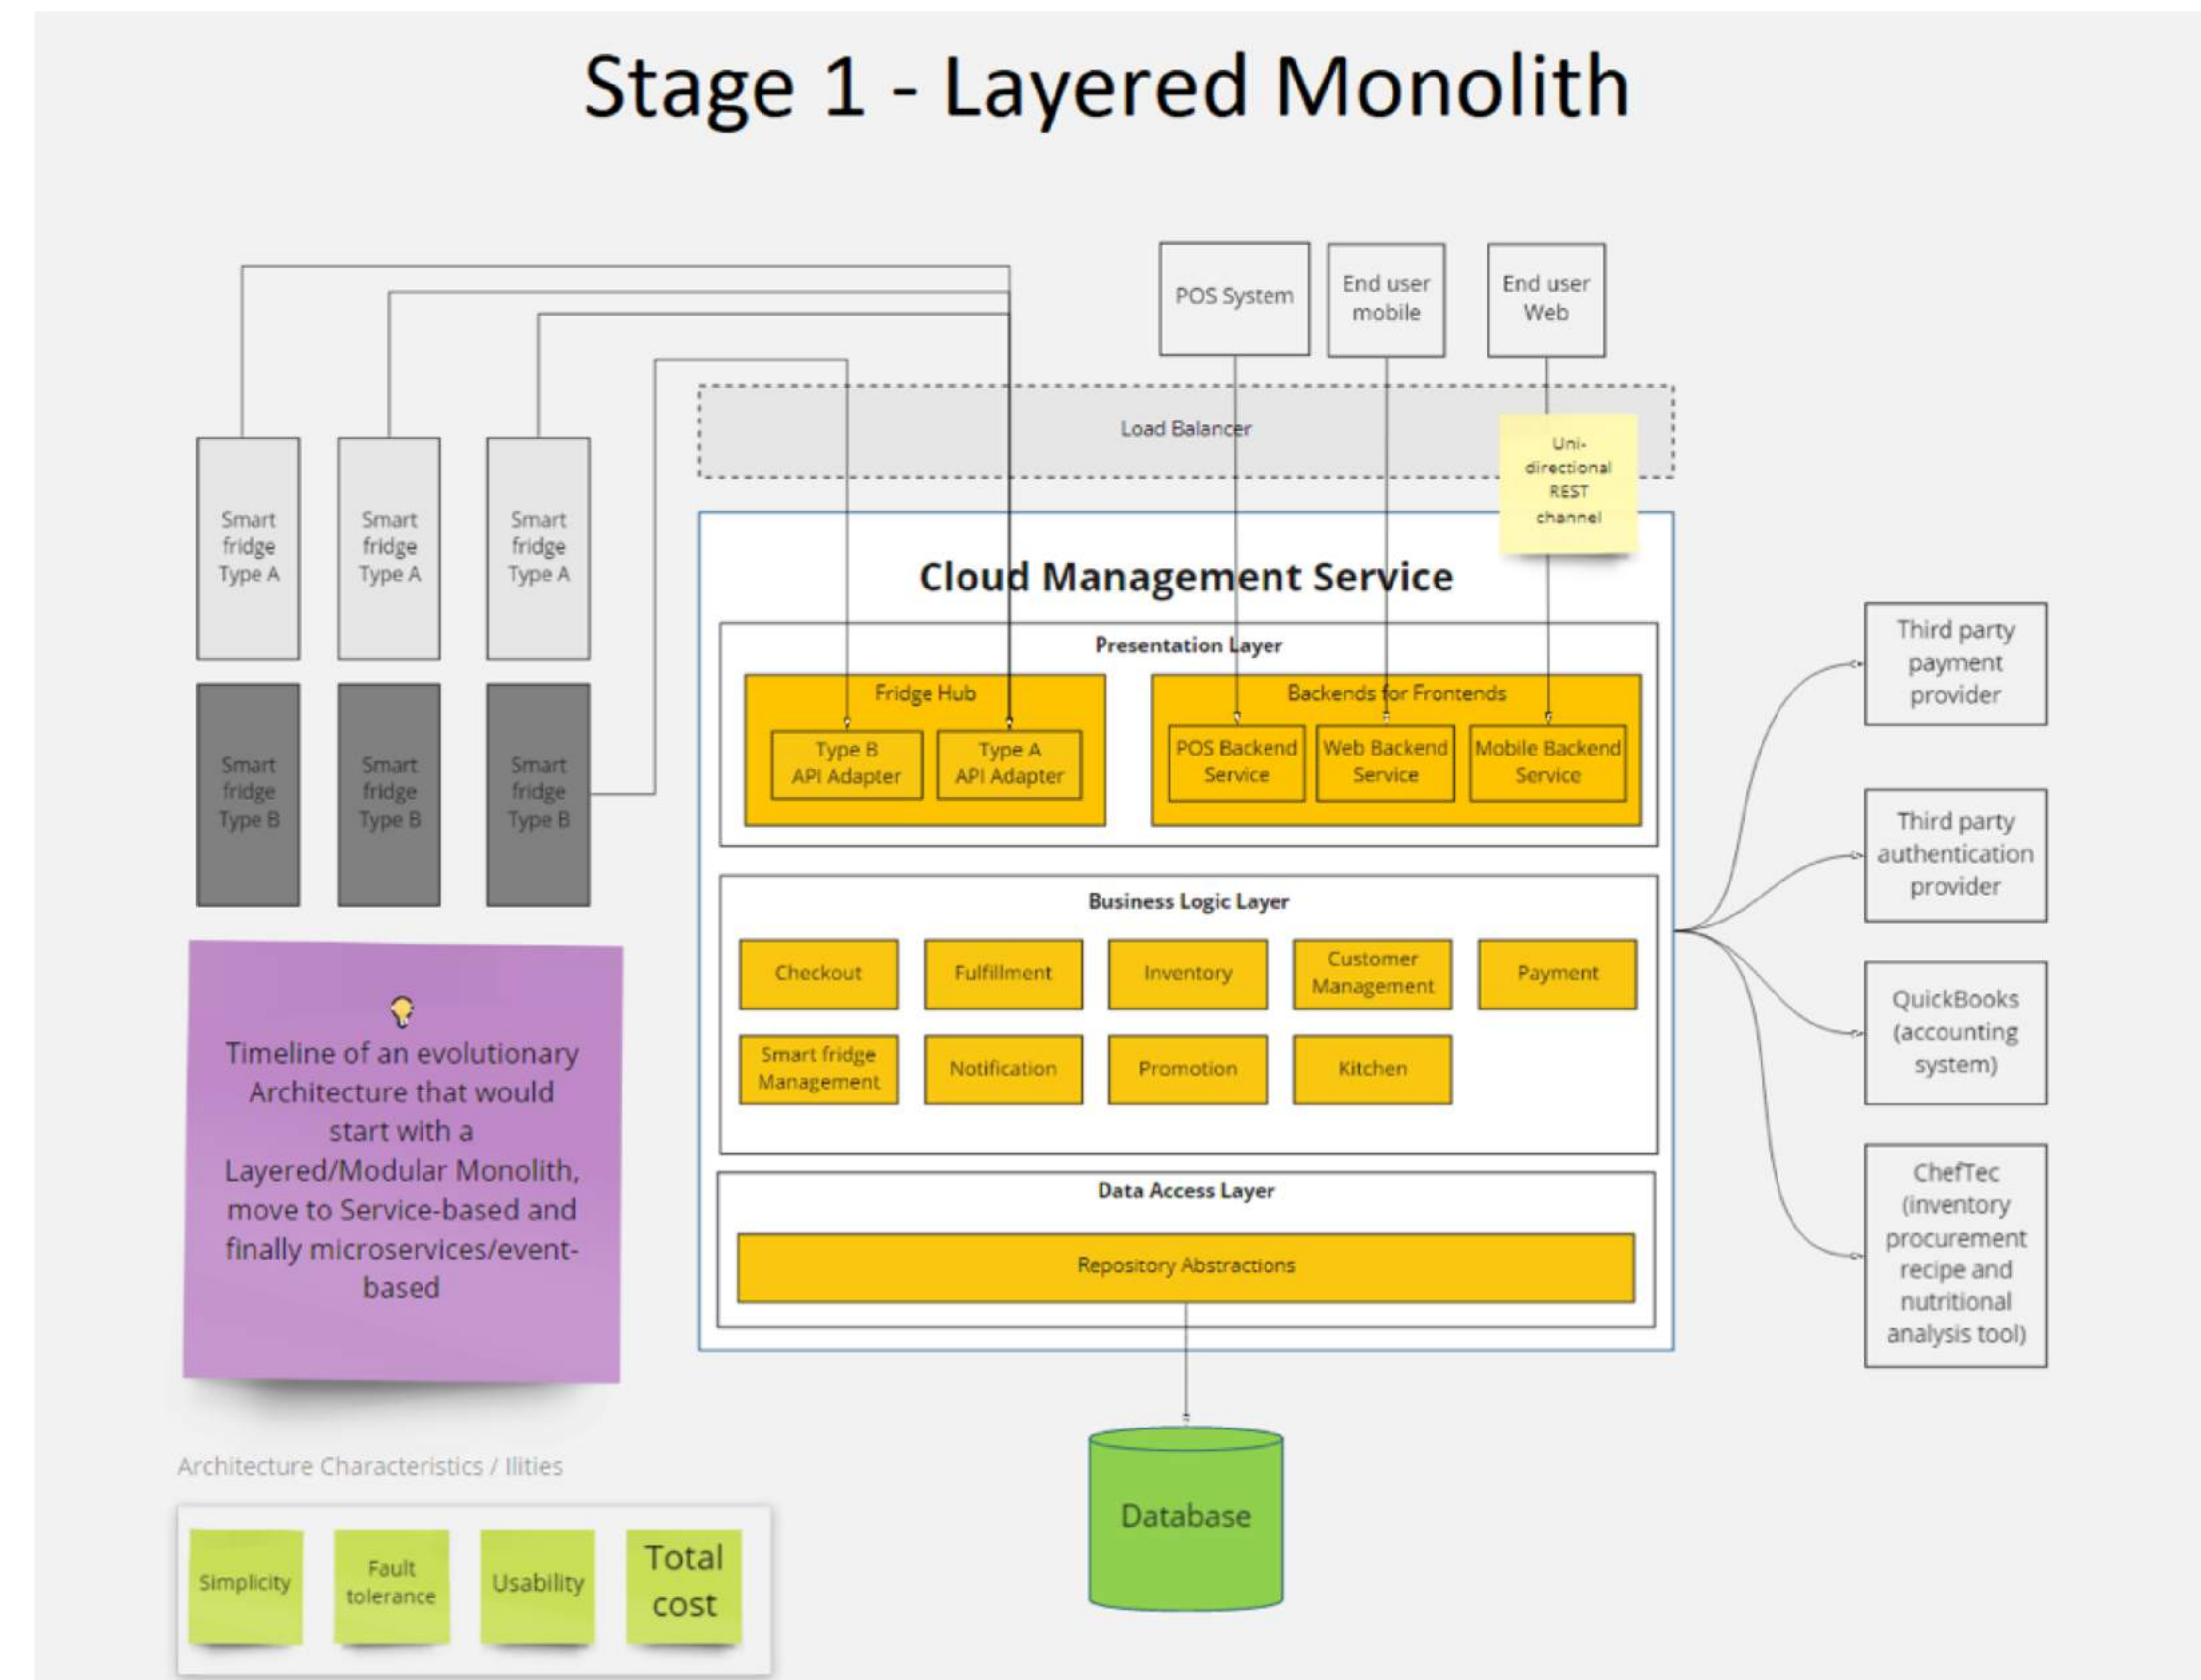 Stage 1 - Layered Monolith
POS System
End user
mobile
End user
Web
Load Balancer
Uni-
directional
REST
channel
Smart
fridge
Type A
Smart
fridge
Type A
Smart
fridge
Type A
Smart
fridge
Type B
Smart
fridge
Type B
Smart
fridge
Type B
Cloud Management Service
Presentation Layer
Fridge Hub
Type B
API Adapter
Type A
API Adapter
Backends for Frontends
POS Backend
Service
Web Backend
Service
Mobile Backend
Service
Business Logic Layer
Checkout
Fulfillment
Inventory
Customer
Management
Payment
Smart fridge
Management
Notification
Promotion
Kitchen
Data Access Layer
Repository Abstractions
Database
Third party
payment
provider
Third party
authentication
provider
QuickBooks
(accounting
system)
ChefTec
(inventory
procurement
recipe and
nutritional
analysis tool)
Timeline of an evolutionary
Architecture that would
start with a
Layered/Modular Monolith,
move to Service-based and
finally microservices/event-
based
Architecture Characteristics / Ilities
Simplicity
Fault
tolerance
Usability
Total
cost